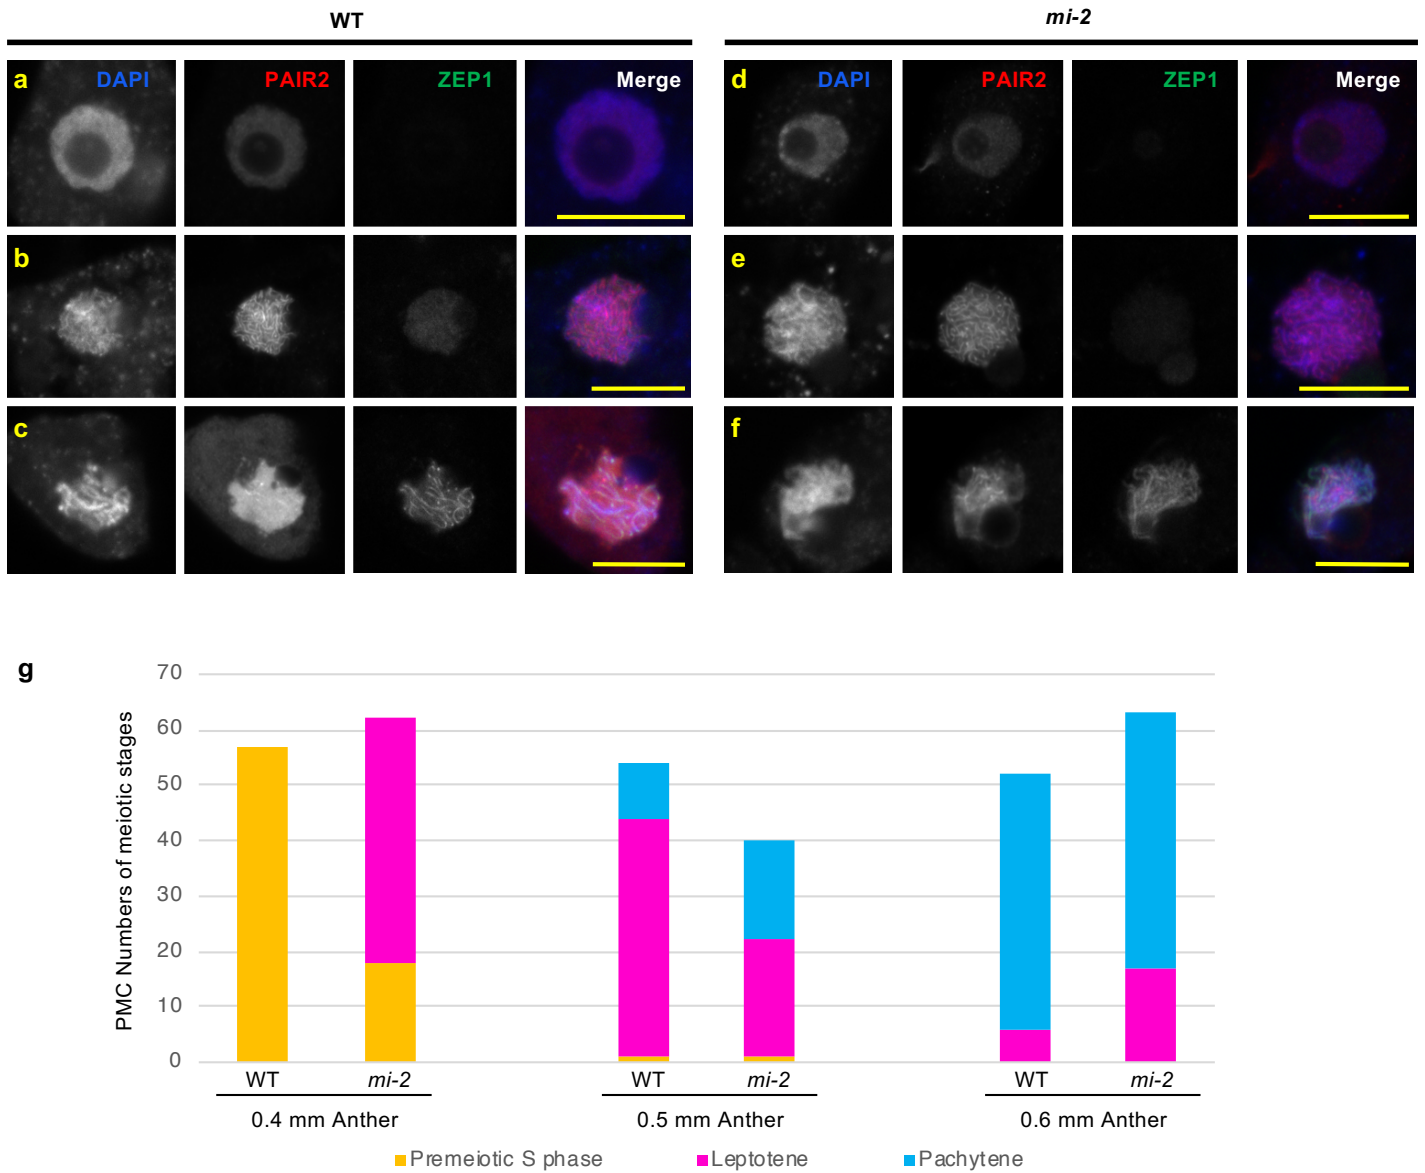 WT
mi-2
a DAPI PAIR2 ZEP1 Merge
d DAPI PAIR2 ZEP1 Merge
b
e
c
f
g
PMC Numbers of meiotic stages
70
60
50
40
30
20
10
0
WT mi-2 WT mi-2 WT mi-2
0.4 mm Anther 0.5 mm Anther 0.6 mm Anther
Premeiotic S phase Leptotene Pachytene